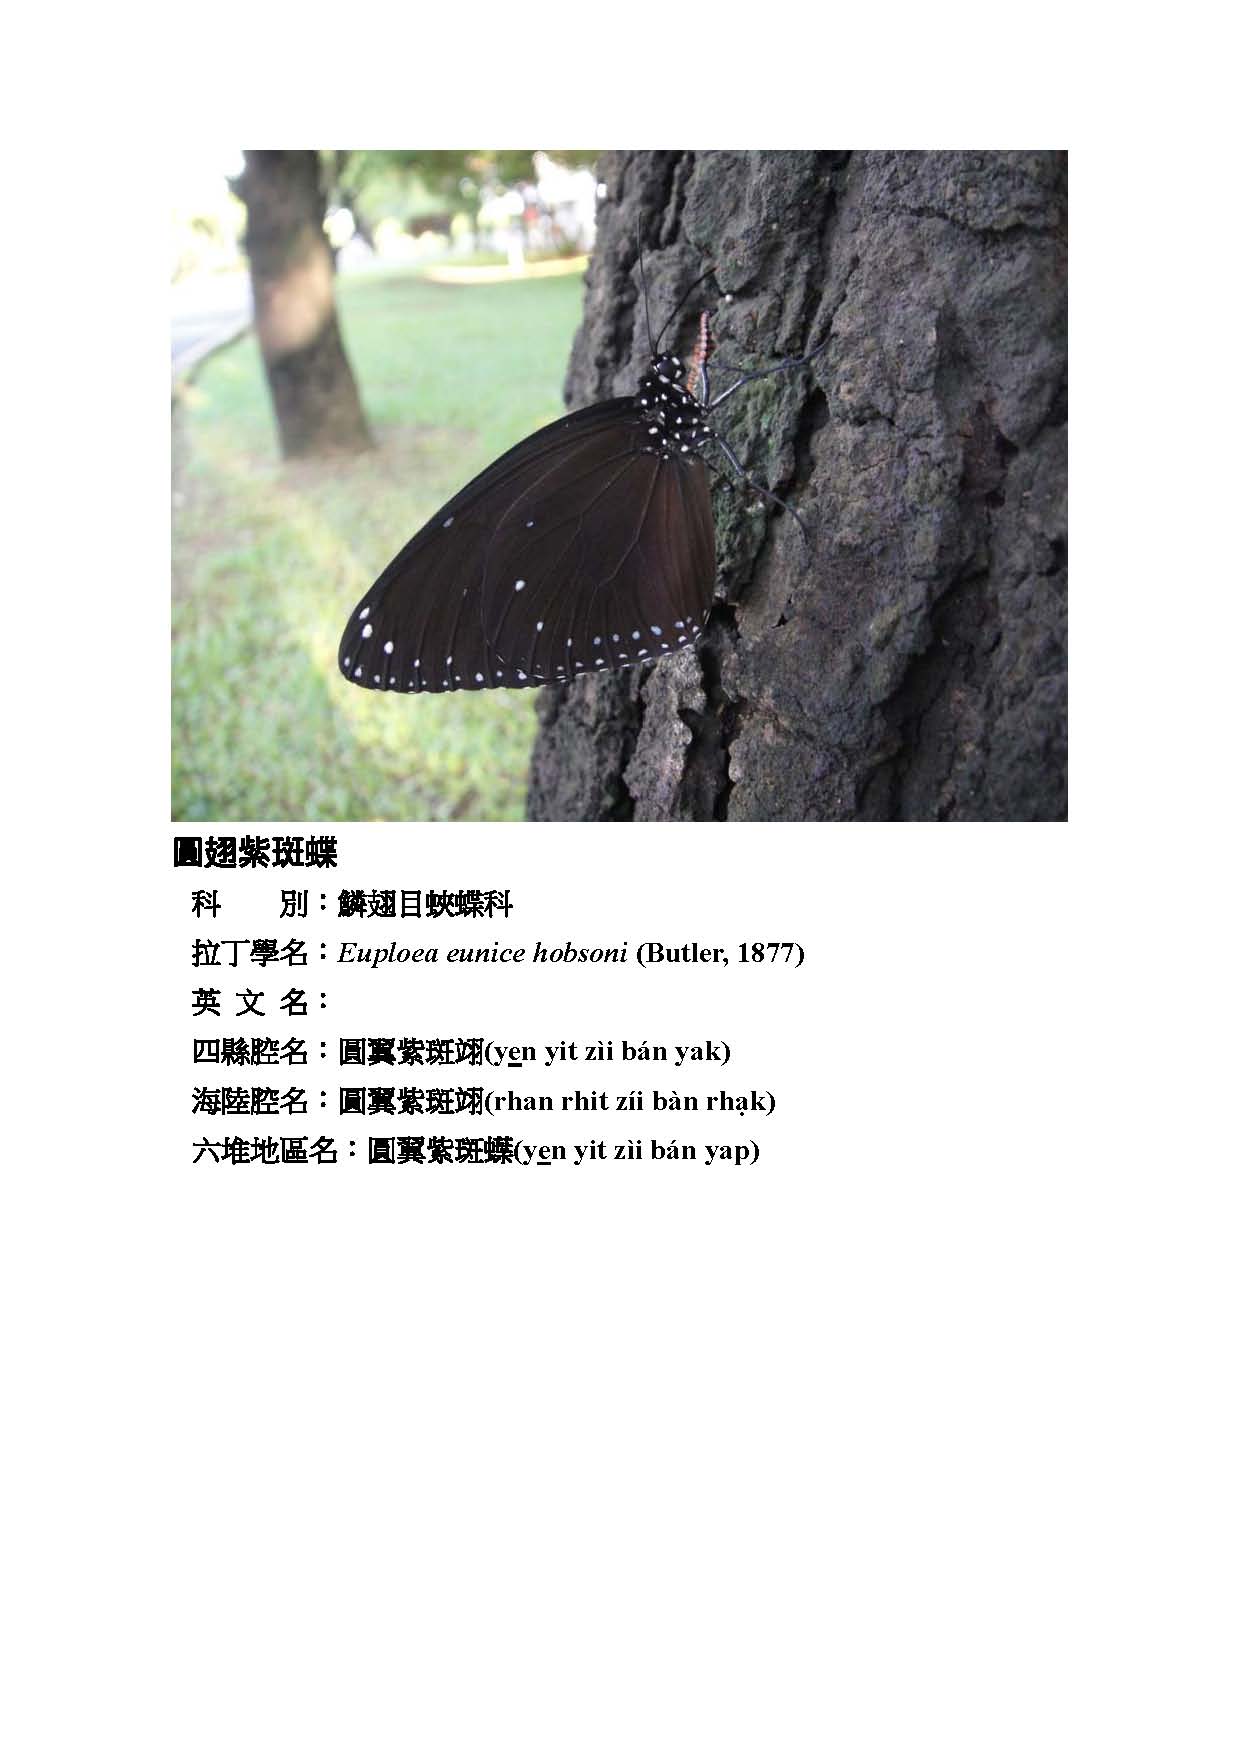 圓翅紫斑蝶
科　　別：鱗翅目蛺蝶科
拉丁學名：Euploea eunice hobsoni (Butler, 1877)
英 文 名：
四縣腔名：圓翼紫斑䗆(yen yit zìi bán yak)
海陸腔名：圓翼紫斑䗆(rhan rhit zíi bàn rha̠k)
六堆地區名：圓翼紫斑蝶(yen yit zìi bán yap)